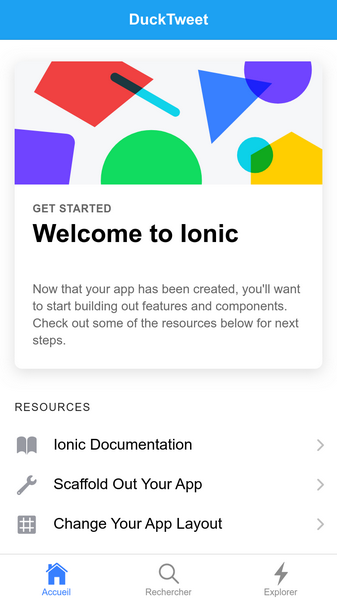 DuckTweet
GET STARTED
Welcome to Ionic
Now that your app has been created, you'll want
to start building out features and components.
Check out some of the resources below for next
steps.
RESOURCES
Ionic Documentation
Scaffold Out Your App
Change Your App Layout
Accueil
Rechercher
Explorer